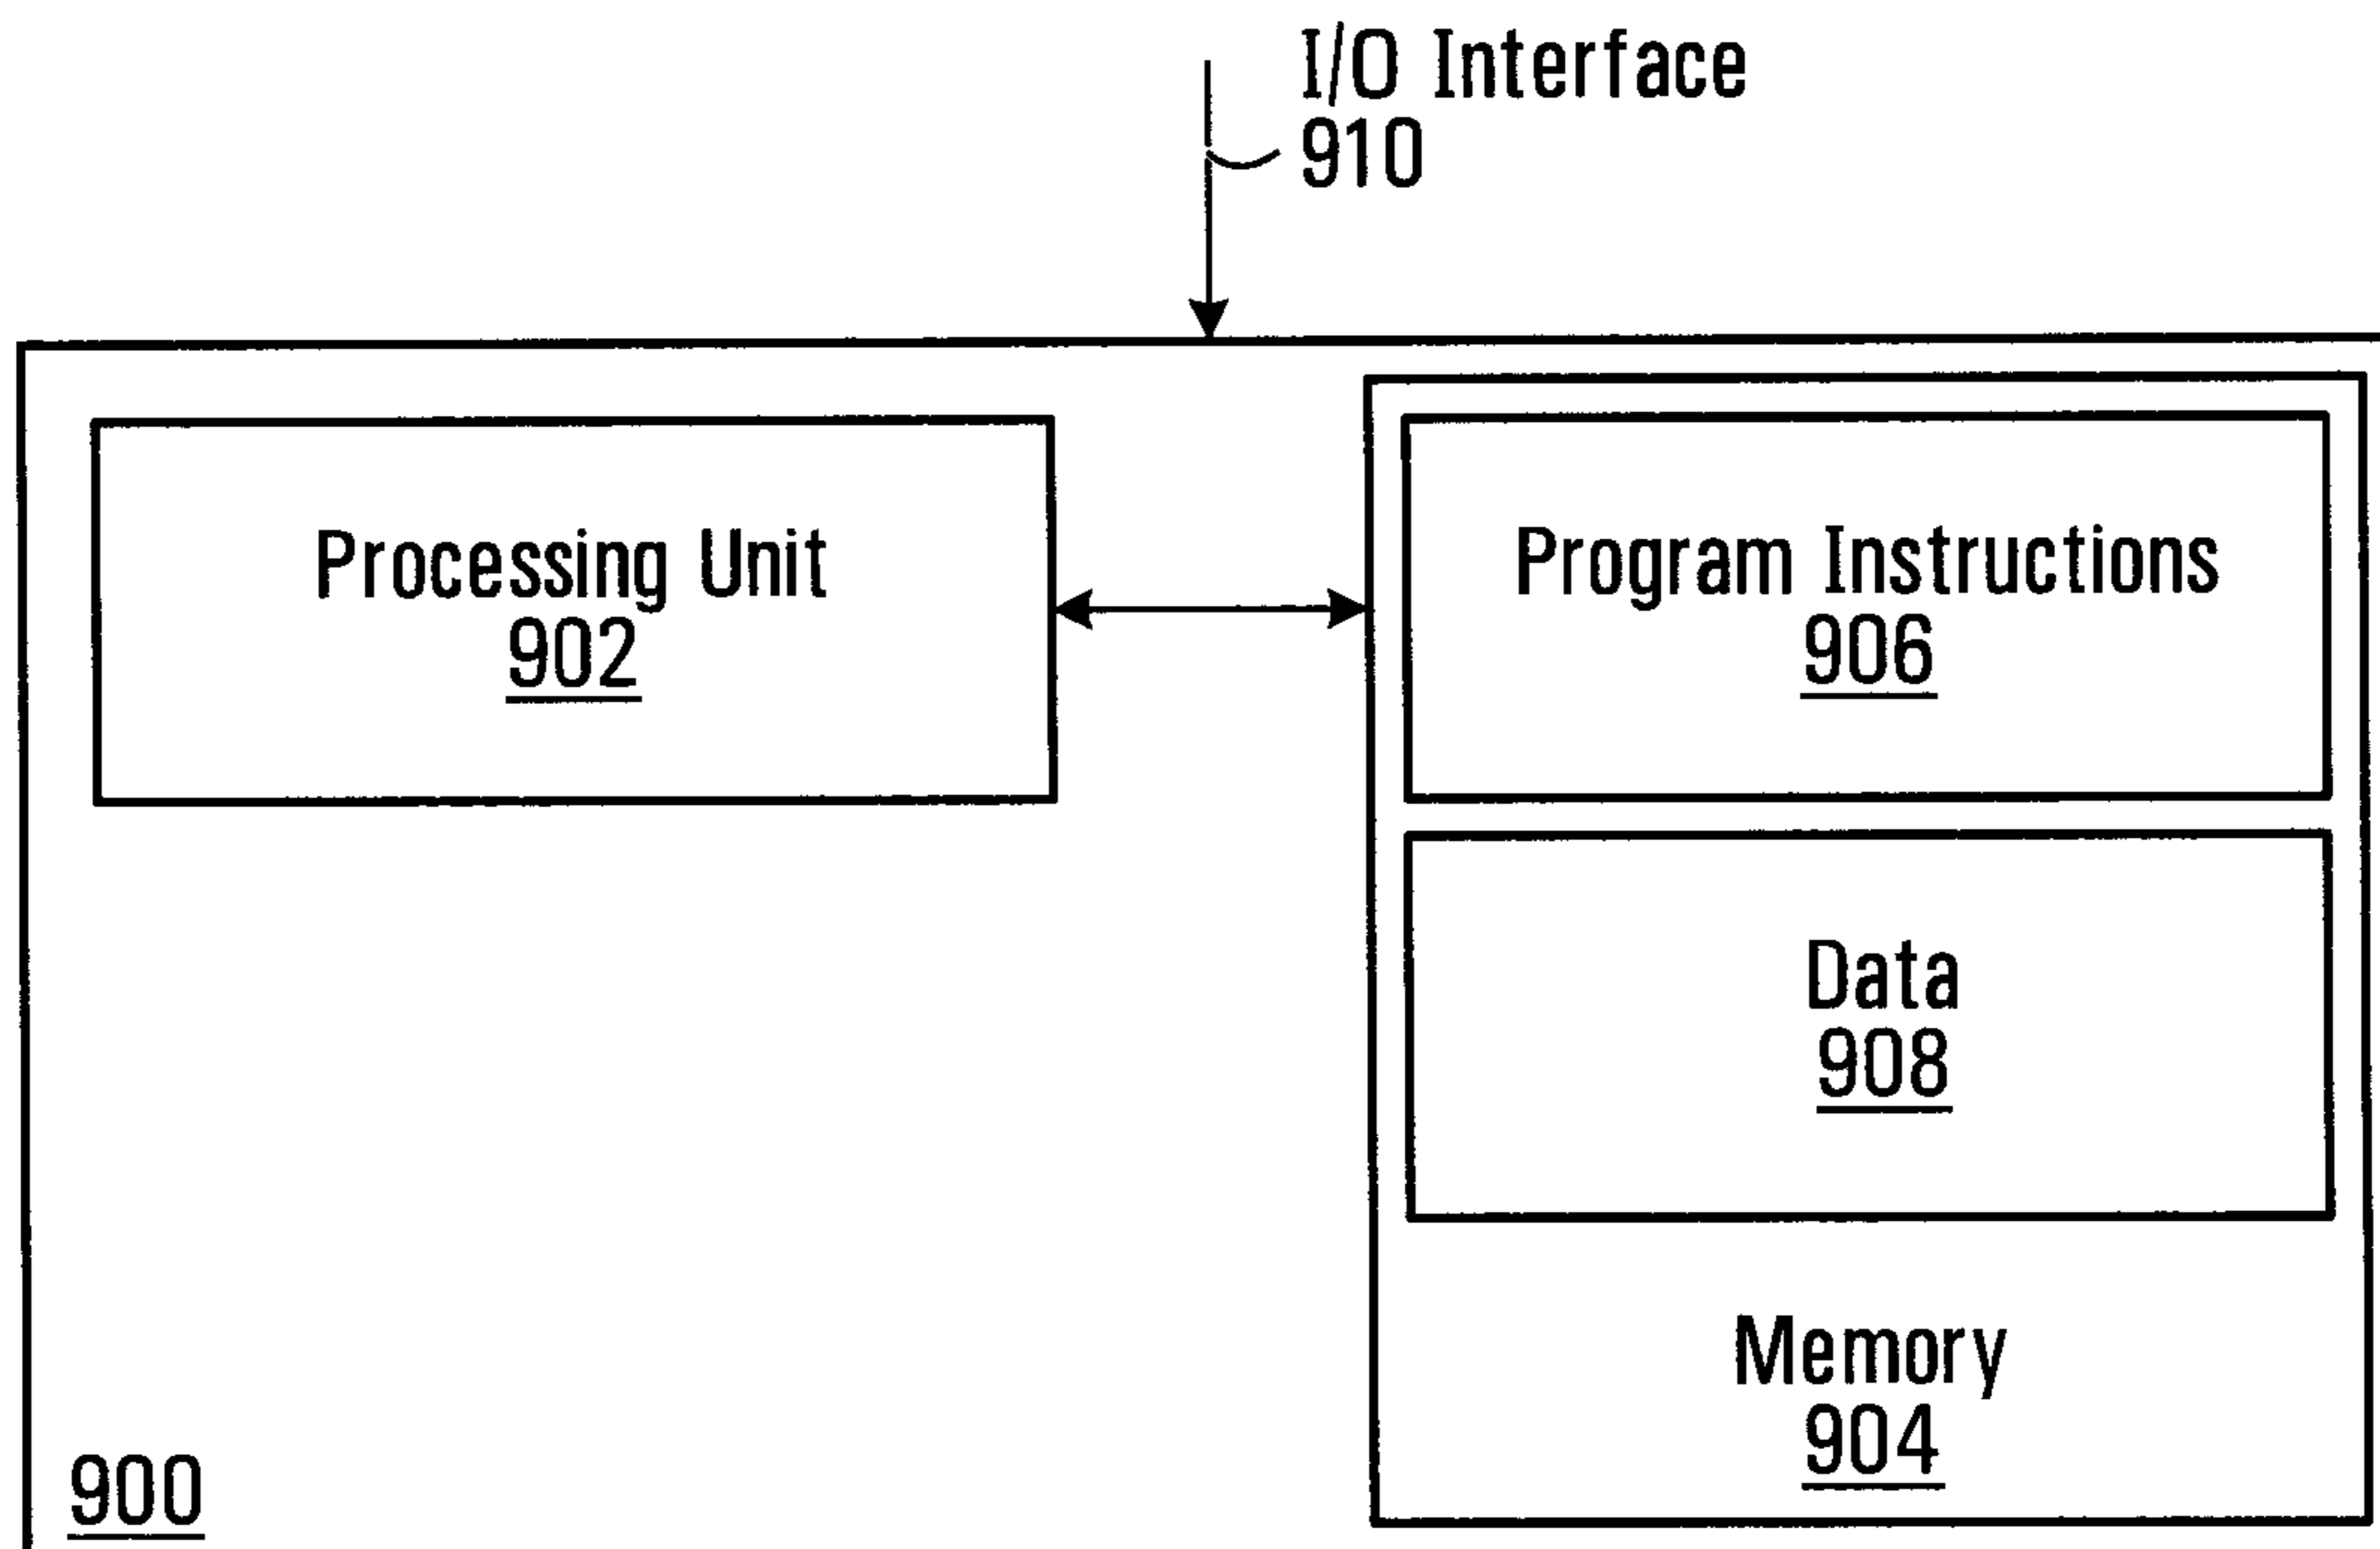 I/O Interface
910
Processing Unit
902
Program Instructions
906
Data
908
Memory
904
900